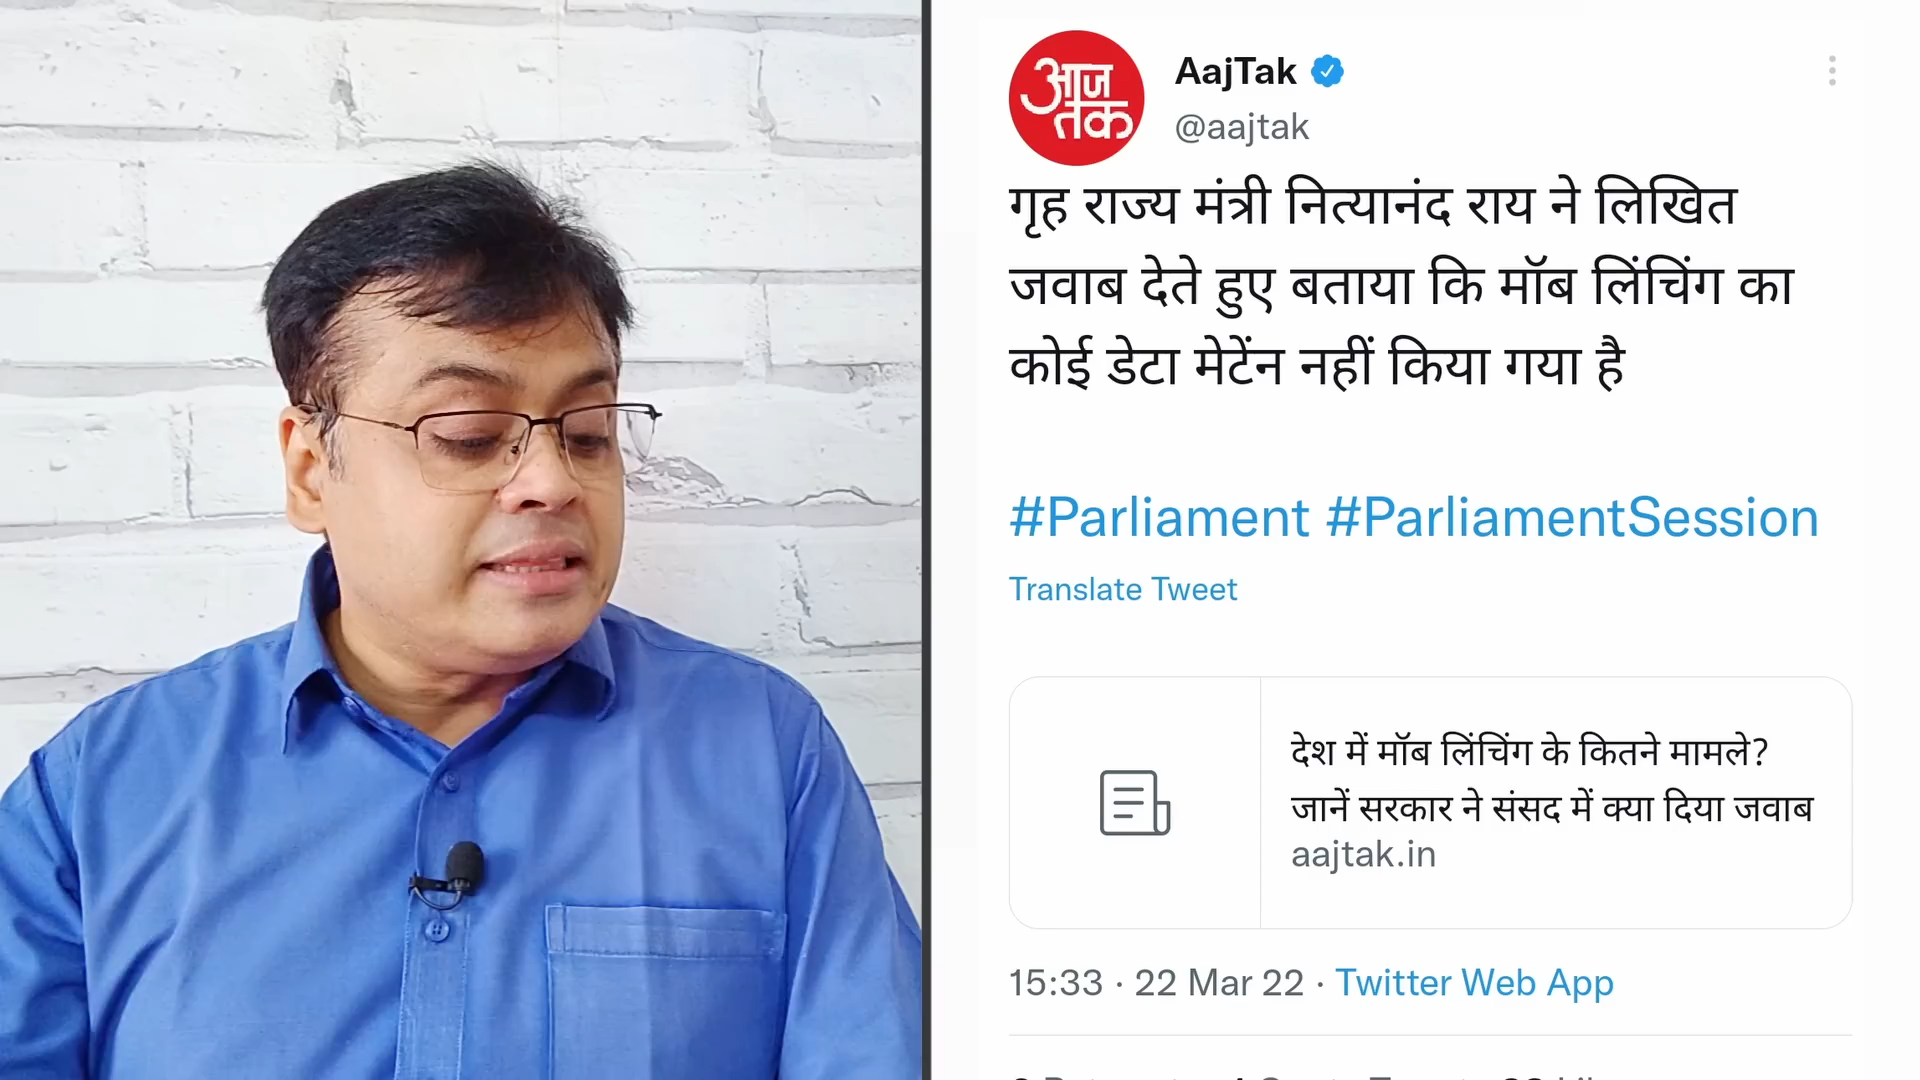 आज
तक
AajTak
@aajtak
गृह राज्य मंत्री नित्यानंद राय ने लिखित
जवाब देते हुए बताया कि मॉब लिंचिंग का
कोई डेटा मेटेंन नहीं किया गया है
#Parliament #ParliamentSession
Translate Tweet
देश में मॉब लिंचिंग के कितने मामले?
जानें सरकार ने संसद में क्या दिया जवाब
aajtak.in
15:33 · 22 Mar 22 · Twitter Web App